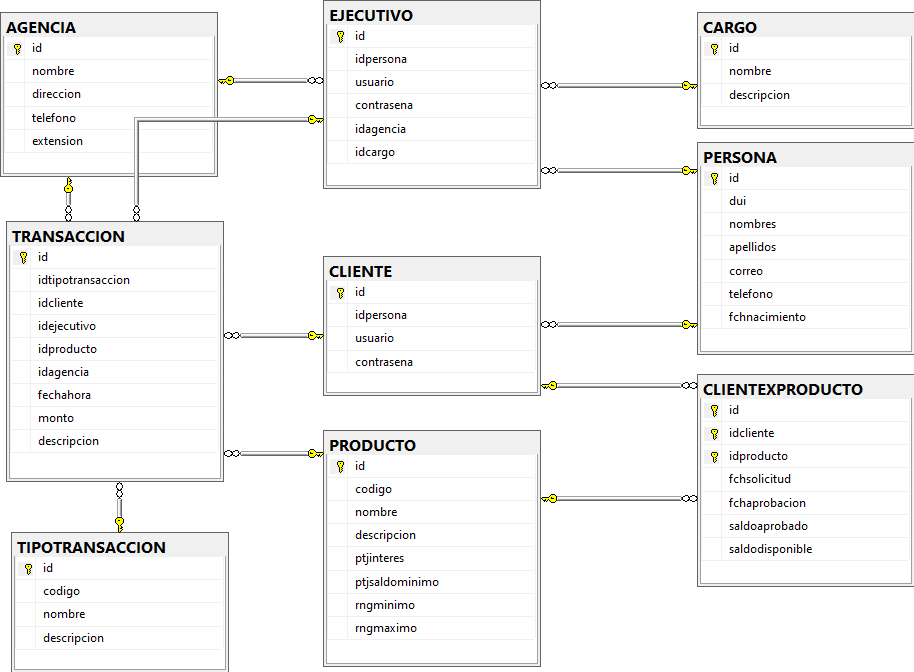 AGENCIA
id
nombre
direccion
telefono
extension
EJECUTIVO
id
idpersona
usuario
contrasena
idagencia
idcargo
CARGO
id
nombre
descripcion
PERSONA
id
dui
nombres
apellidos
correo
telefono
fchnacimiento
TRANSACCION
id
idtipotransaccion
idcliente
idejecutivo
idproducto
idagencia
fechahora
monto
descripcion
CLIENTE
id
idpersona
usuario
contrasena
CLIENTEXPRODUCTO
id
idcliente
idproducto
fchsolicitud
fchaprobacion
saldoaprobado
saldodisponible
PRODUCTO
id
codigo
nombre
descripcion
ptjinteres
ptjsaldominimo
rngminimo
rngmaximo
TIPOTRANSACCION
id
codigo
nombre
descripcion